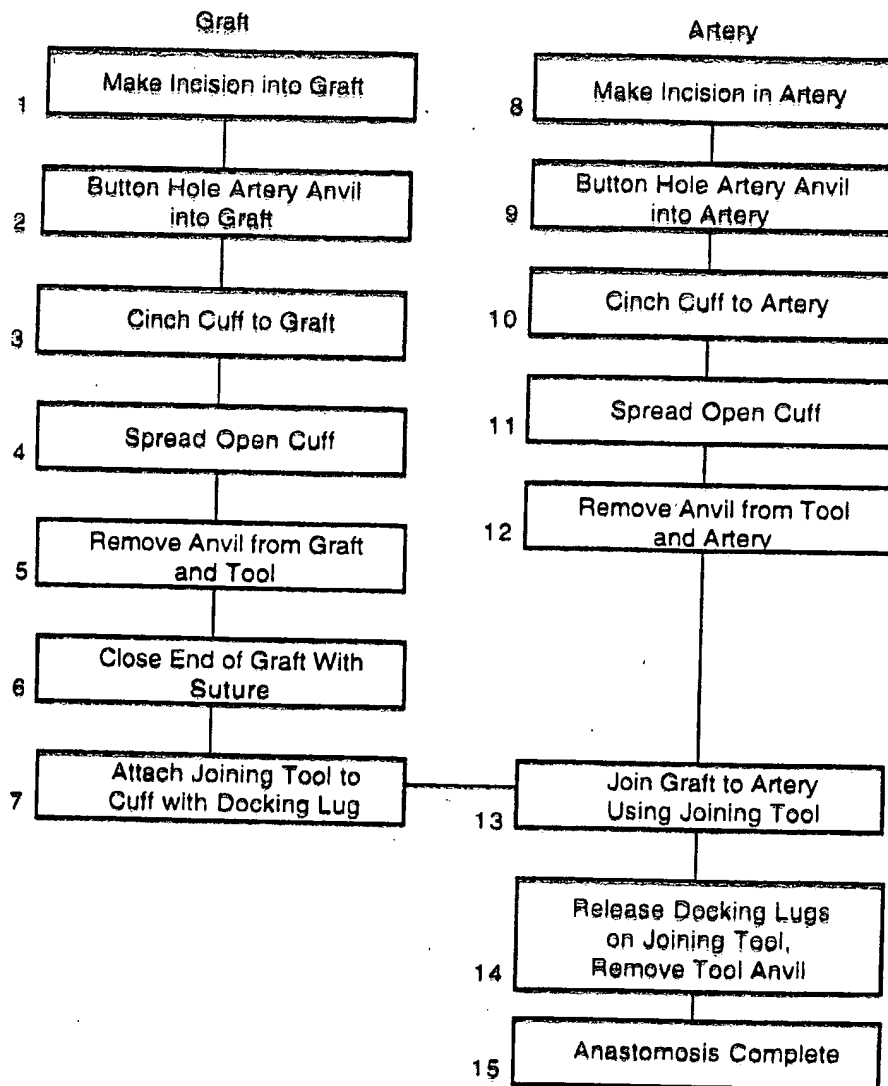 Graft
1
Make Incision into Graft
2
Button Hole Artery Anvil
into Graft
3
Cinch Cuff to Graft
4
Spread Open Cuff
5
Remove Anvil from Graft
and Tool
6
Close End of Graft With
Suture
7
Attach Joining Tool to
Cuff with Docking Lug
Artery
8
Make Incision in Artery
9
Button Hole Artery Anvil
into Artery
10
Cinch Cuff to Artery
11
Spread Open Cuff
12
Remove Anvil from Tool
and Artery
13
Join Graft to Artery
Using Joining Tool
14
Release Docking Lugs
on Joining Tool,
Remove Tool Anvil
15
Anastomosis Complete